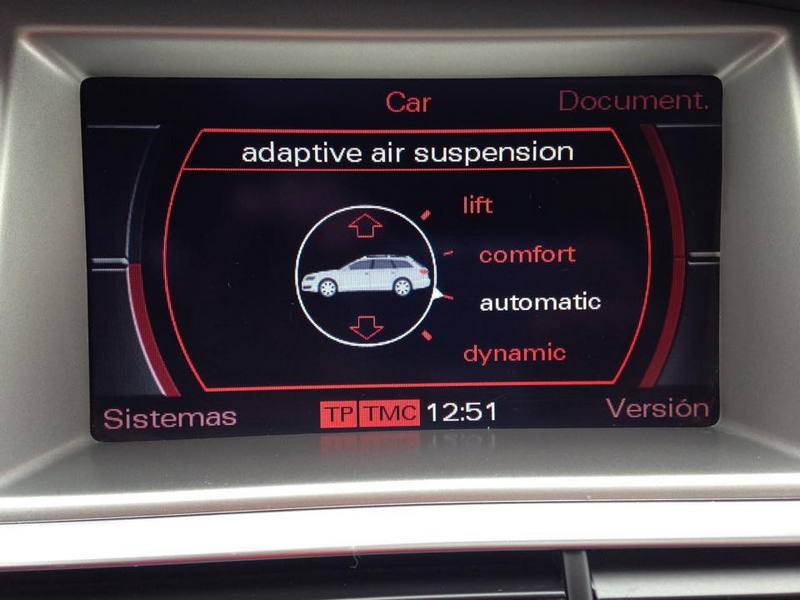 Car
Document.
adaptive air suspension
lift
comfort
automatic
dynamic
Sistemas
TP TMC 12:51
Versión